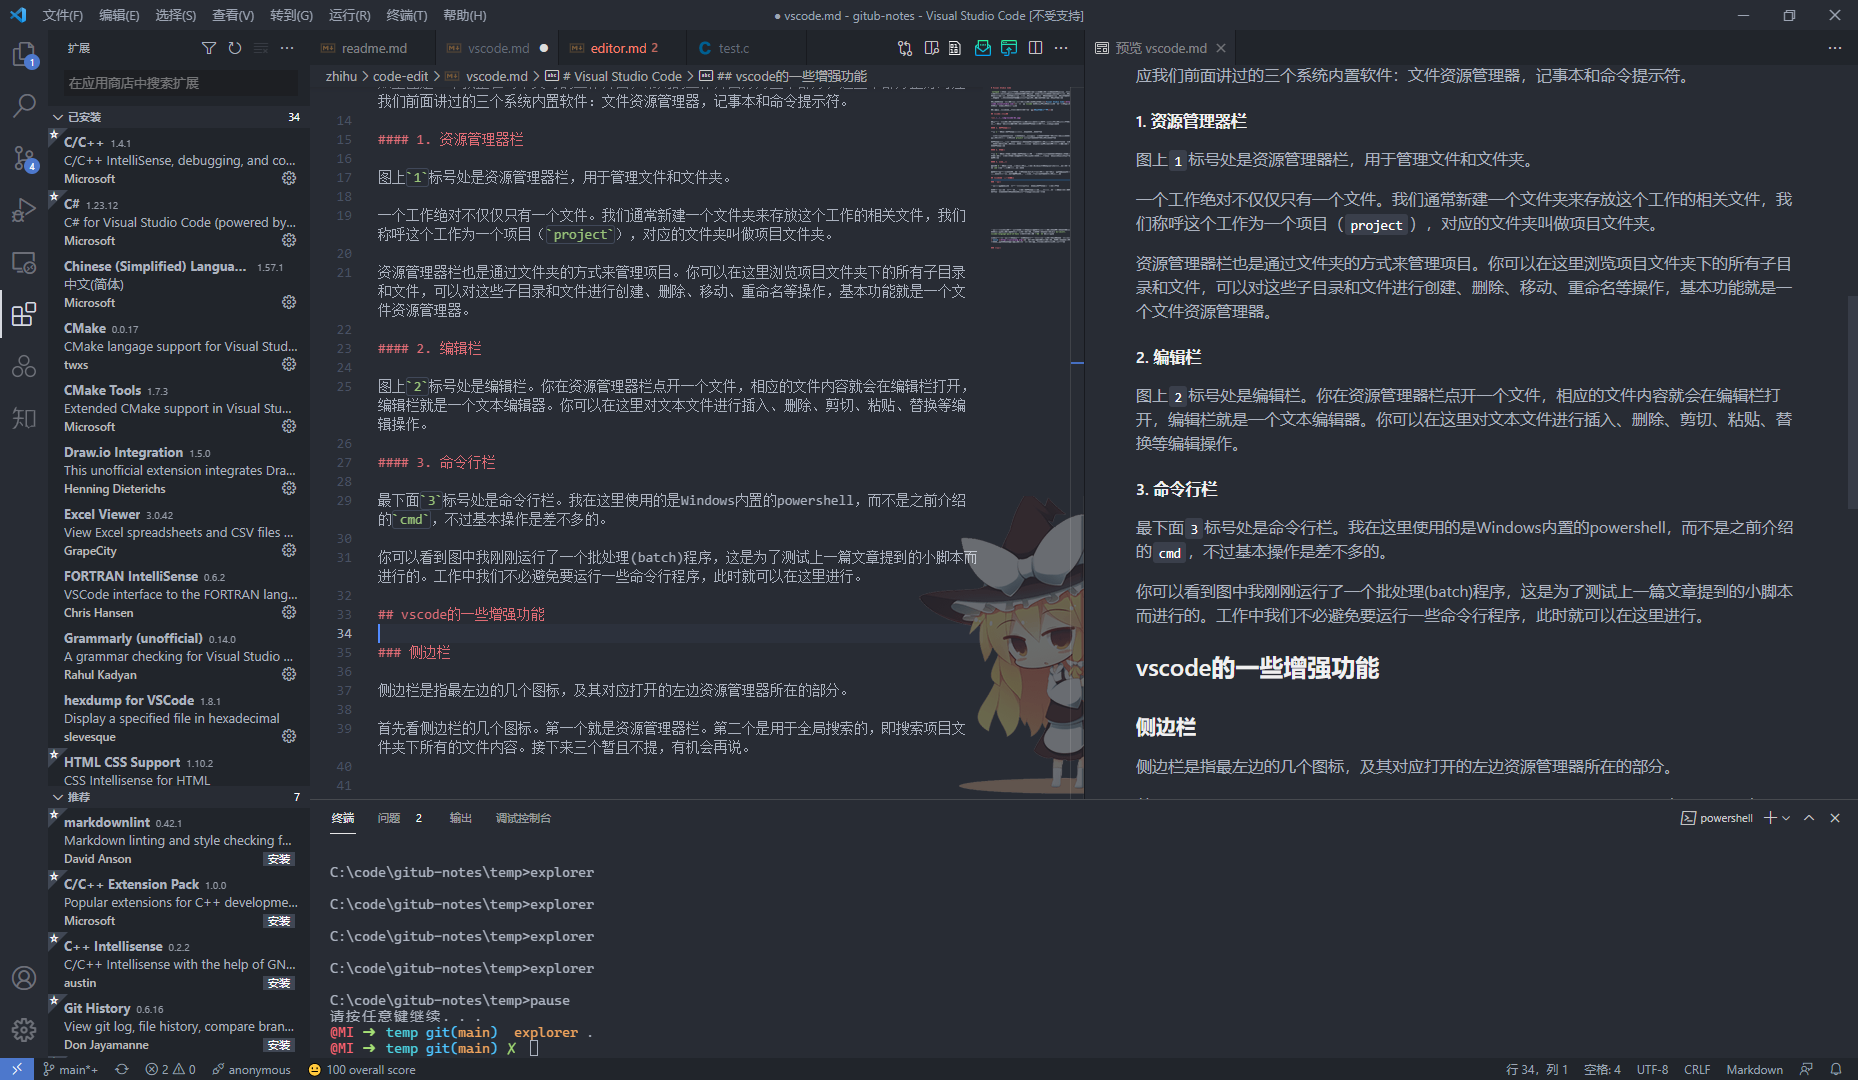 文件(F) 编辑(E) 选择(S) 查看(V) 转到(G) 运行(R) 终端(T) 帮助(H)
● vscode.md - gitub-notes - Visual Studio Code [不受支持]
扩展
在应用商店中搜索扩展
已安装 34
C/C++ 1.4.1
C/C++ IntelliSense, debugging, and co...
Microsoft
C# 1.23.12
C# for Visual Studio Code (powered by...
Microsoft
Chinese (Simplified) Langua... 1.57.1
中文(简体)
Microsoft
CMake 0.0.17
CMake langage support for Visual Stud...
twxs
CMake Tools 1.7.3
Extended CMake support in Visual Stu...
Microsoft
Draw.io Integration 1.5.0
This unofficial extension integrates Dra...
Henning Dieterichs
Excel Viewer 3.0.42
View Excel spreadsheets and CSV files ...
GrapeCity
FORTRAN IntelliSense 0.6.2
VSCode interface to the FORTRAN lang...
Chris Hansen
Grammarly (unofficial) 0.14.0
A grammar checking for Visual Studio ...
Rahul Kadyan
hexdump for VSCode 1.8.1
Display a specified file in hexadecimal
slevesque
HTML CSS Support 1.10.2
CSS Intellisense for HTML
推荐 7
markdownlint 0.42.1
Markdown linting and style checking f...
David Anson 安装
C/C++ Extension Pack 1.0.0
Popular extensions for C++ developme...
Microsoft 安装
C++ Intellisense 0.2.2
C/C++ Intellisense with the help of GN...
austin 安装
Git History 0.6.16
View git log, file history, compare bran...
Don Jayamanne 安装
1
4
知
readme.md vscode.md ● editor.md 2 test.c
zhihu > code-edit > vscode.md > # Visual Studio Code > ## vscode的一些增强功能
我们前面讲过的三个系统内置软件: 文件资源管理器，记事本和命令提示符。
14
15 #### 1. 资源管理器栏
16
17 图上`1`标号处是资源管理器栏，用于管理文件和文件夹。
18
19 一个工作绝对不仅仅只有一个文件。我们通常新建一个文件夹来存放这个工作的相关文件，我们
称呼这个工作为一个项目（`project`），对应的文件夹叫做项目文件夹。
20
21 资源管理器栏也是通过文件夹的方式来管理项目。你可以在这里浏览项目文件夹下的所有子目录
和文件，可以对这些子目录和文件进行创建、删除、移动、重命名等操作，基本功能就是一个文
件资源管理器。
22
23 #### 2. 编辑栏
24
25 图上`2`标号处是编辑栏。你在资源管理器栏点开一个文件，相应的文件内容就会在编辑栏打开，
编辑栏就是一个文本编辑器。你可以在这里对文本文件进行插入、删除、剪切、粘贴、替换等编
辑操作。
26
27 #### 3. 命令行栏
28
29 最下面`3`标号处是命令行栏。我在这里使用的是Windows内置的powershell，而不是之前介绍
的`cmd`，不过基本操作是差不多的。
30
31 你可以看到图中我刚刚运行了一个批处理(batch)程序，这是为了测试上一篇文章提到的小脚本而
进行的。工作中我们不必避免要运行一些命令行程序，此时就可以在这里进行。
32
33 ## vscode的一些增强功能
34
35 ### 侧边栏
36
37 侧边栏是指最左边的几个图标，及其对应打开的左边资源管理器所在的部分。
38
39 首先看侧边栏的几个图标。第一个就是资源管理器栏。第二个是用于全局搜索的，即搜索项目文
件夹下所有的文件内容。接下来三个暂且不提，有机会再说。
40
41
预览 vscode.md
应我们前面讲过的三个系统内置软件：文件资源管理器，记事本和命令提示符。
1. 资源管理器栏
图上 1 标号处是资源管理器栏，用于管理文件和文件夹。
一个工作绝对不仅仅只有一个文件。我们通常新建一个文件夹来存放这个工作的相关文件，我
们称呼这个工作为一个项目（ project ），对应的文件夹叫做项目文件夹。
资源管理器栏也是通过文件夹的方式来管理项目。你可以在这里浏览项目文件夹下的所有子目
录和文件，可以对这些子目录和文件进行创建、删除、移动、重命名等操作，基本功能就是一
个文件资源管理器。
2. 编辑栏
图上 2 标号处是编辑栏。你在资源管理器栏点开一个文件，相应的文件内容就会在编辑栏打
开，编辑栏就是一个文本编辑器。你可以在这里对文本文件进行插入、删除、剪切、粘贴、替
换等编辑操作。
3. 命令行栏
最下面 3 标号处是命令行栏。我在这里使用的是Windows内置的powershell，而不是之前介绍
的 cmd ，不过基本操作是差不多的。
你可以看到图中我刚刚运行了一个批处理(batch)程序，这是为了测试上一篇文章提到的小脚本
而进行的。工作中我们不必避免要运行一些命令行程序，此时就可以在这里进行。
vscode的一些增强功能
侧边栏
侧边栏是指最左边的几个图标，及其对应打开的左边资源管理器所在的部分。
终端 问题 2 输出 调试控制台
powershell
C:\code\gitub-notes\temp>explorer
C:\code\gitub-notes\temp>explorer
C:\code\gitub-notes\temp>explorer
C:\code\gitub-notes\temp>explorer
C:\code\gitub-notes\temp>pause
请按任意键继续. . .
@MI ➜ temp git(main) explorer .
@MI ➜ temp git(main) ✗
main*+ 2 0 anonymous 100 overall score
行 34，列 1 空格: 4 UTF-8 CRLF Markdown